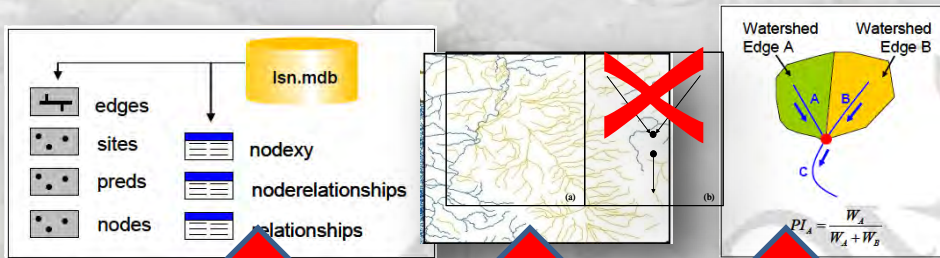 lsn.mdb
edges
sites
preds
nodes
nodexy
noderelationships
relationships
(a)
(b)
Watershed Edge A
Watershed Edge B
A
B
C
PI_A = W_A / (W_A + W_B)